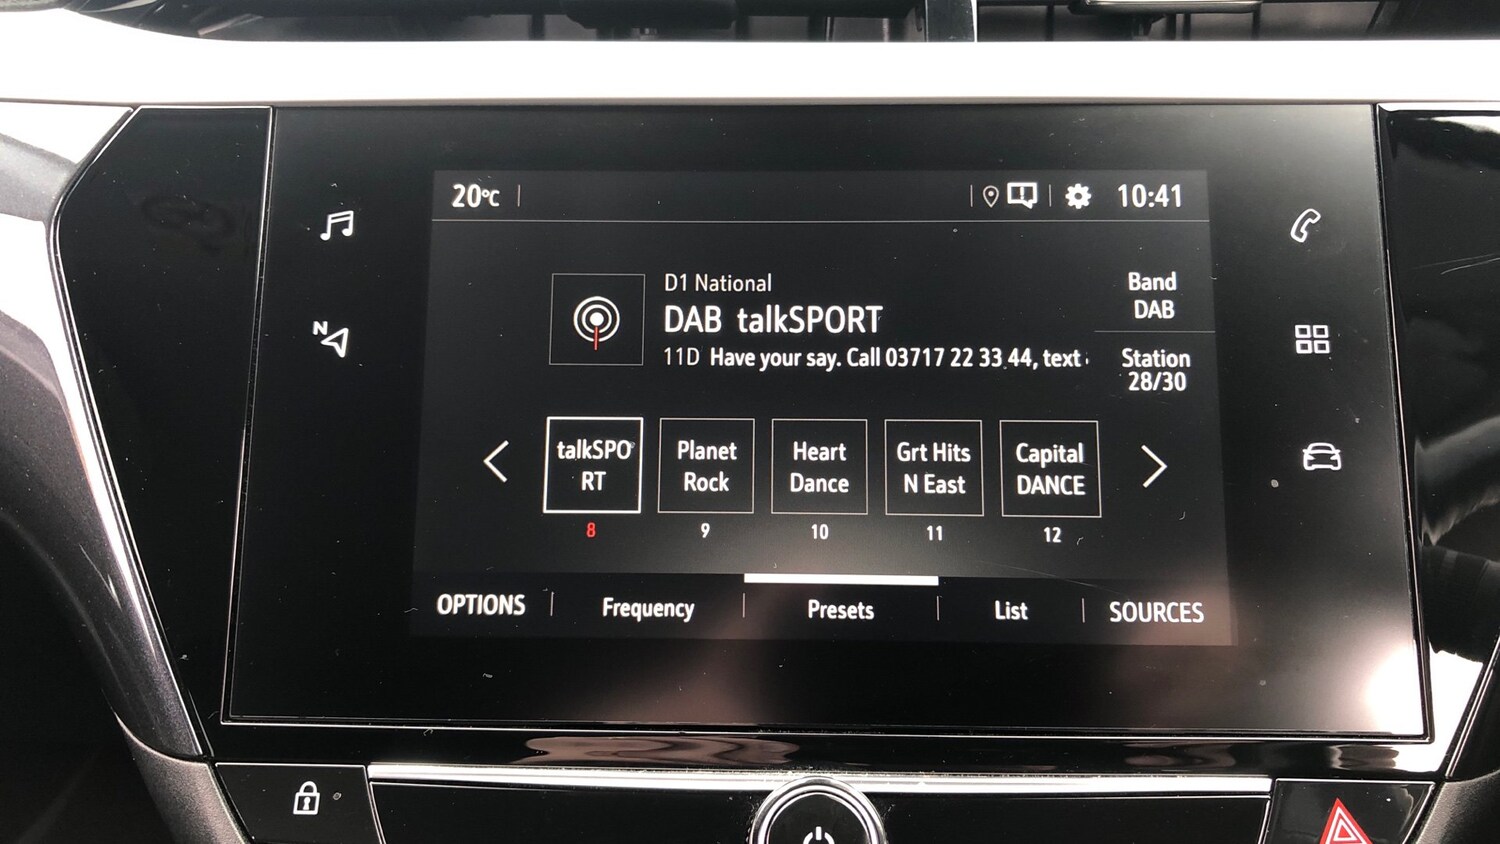 20°C
10:41
N
D1 National
DAB talkSPORT
11D Have your say. Call 03717 22 33 44, text
Band
DAB
Station
28/30
talkSPO
RT
8
Planet
Rock
9
Heart
Dance
10
Grt Hits
N East
11
Capital
DANCE
12
OPTIONS
Frequency
Presets
List
SOURCES